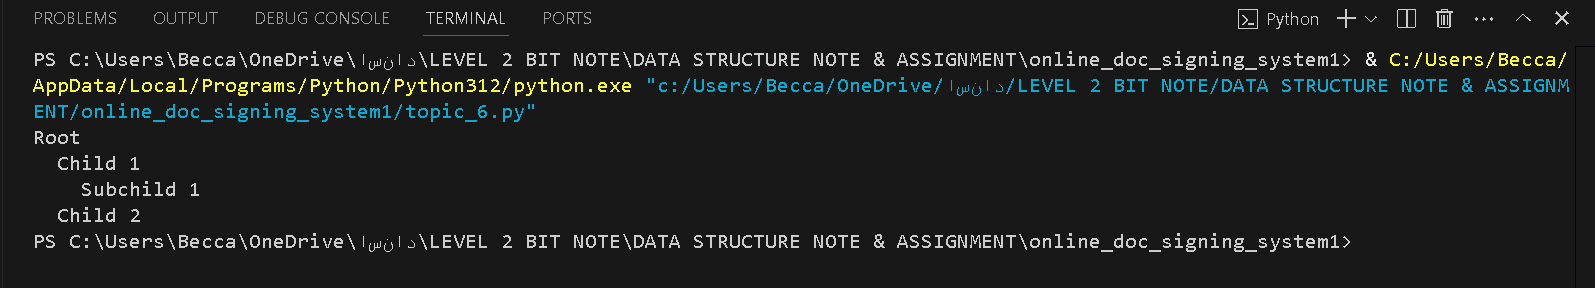 PROBLEMS OUTPUT DEBUG CONSOLE TERMINAL PORTS Python
PS C:\Users\Becca\OneDrive\اسناد\LEVEL 2 BIT NOTE\DATA STRUCTURE NOTE & ASSIGNMENT\online_doc_signing_system1> & C:/Users/Becca/
AppData/Local/Programs/Python/Python312/python.exe "c:/Users/Becca/OneDrive/اسناد/LEVEL 2 BIT NOTE/DATA STRUCTURE NOTE & ASSIGNM
ENT/online_doc_signing_system1/topic_6.py"
Root
  Child 1
    Subchild 1
  Child 2
PS C:\Users\Becca\OneDrive\اسناد\LEVEL 2 BIT NOTE\DATA STRUCTURE NOTE & ASSIGNMENT\online_doc_signing_system1>